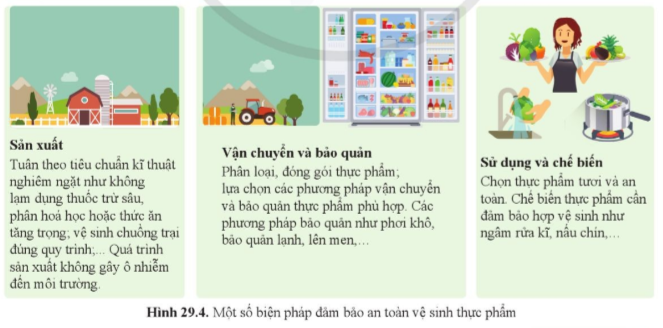 Sản xuất
Tuân theo tiêu chuẩn kĩ thuật
nghiêm ngặt như không
lạm dụng thuốc trừ sâu,
phân hoá học hoặc thức ăn
tăng trọng; vệ sinh chuồng trại
đúng quy trình;... Quá trình
sản xuất không gây ô nhiễm
đến môi trường.
Vận chuyển và bảo quản
Phân loại, đóng gói thực phẩm;
lựa chọn các phương pháp vận chuyển
và bảo quản thực phẩm phù hợp. Các
phương pháp bảo quản như phơi khô,
bảo quản lạnh, lên men,...
Sử dụng và chế biến
Chọn thực phẩm tươi và an
toàn. Chế biến thực phẩm cần
đảm bảo hợp vệ sinh như
ngâm rửa kĩ, nấu chín,...
Hình 29.4. Một số biện pháp đảm bảo an toàn vệ sinh thực phẩm